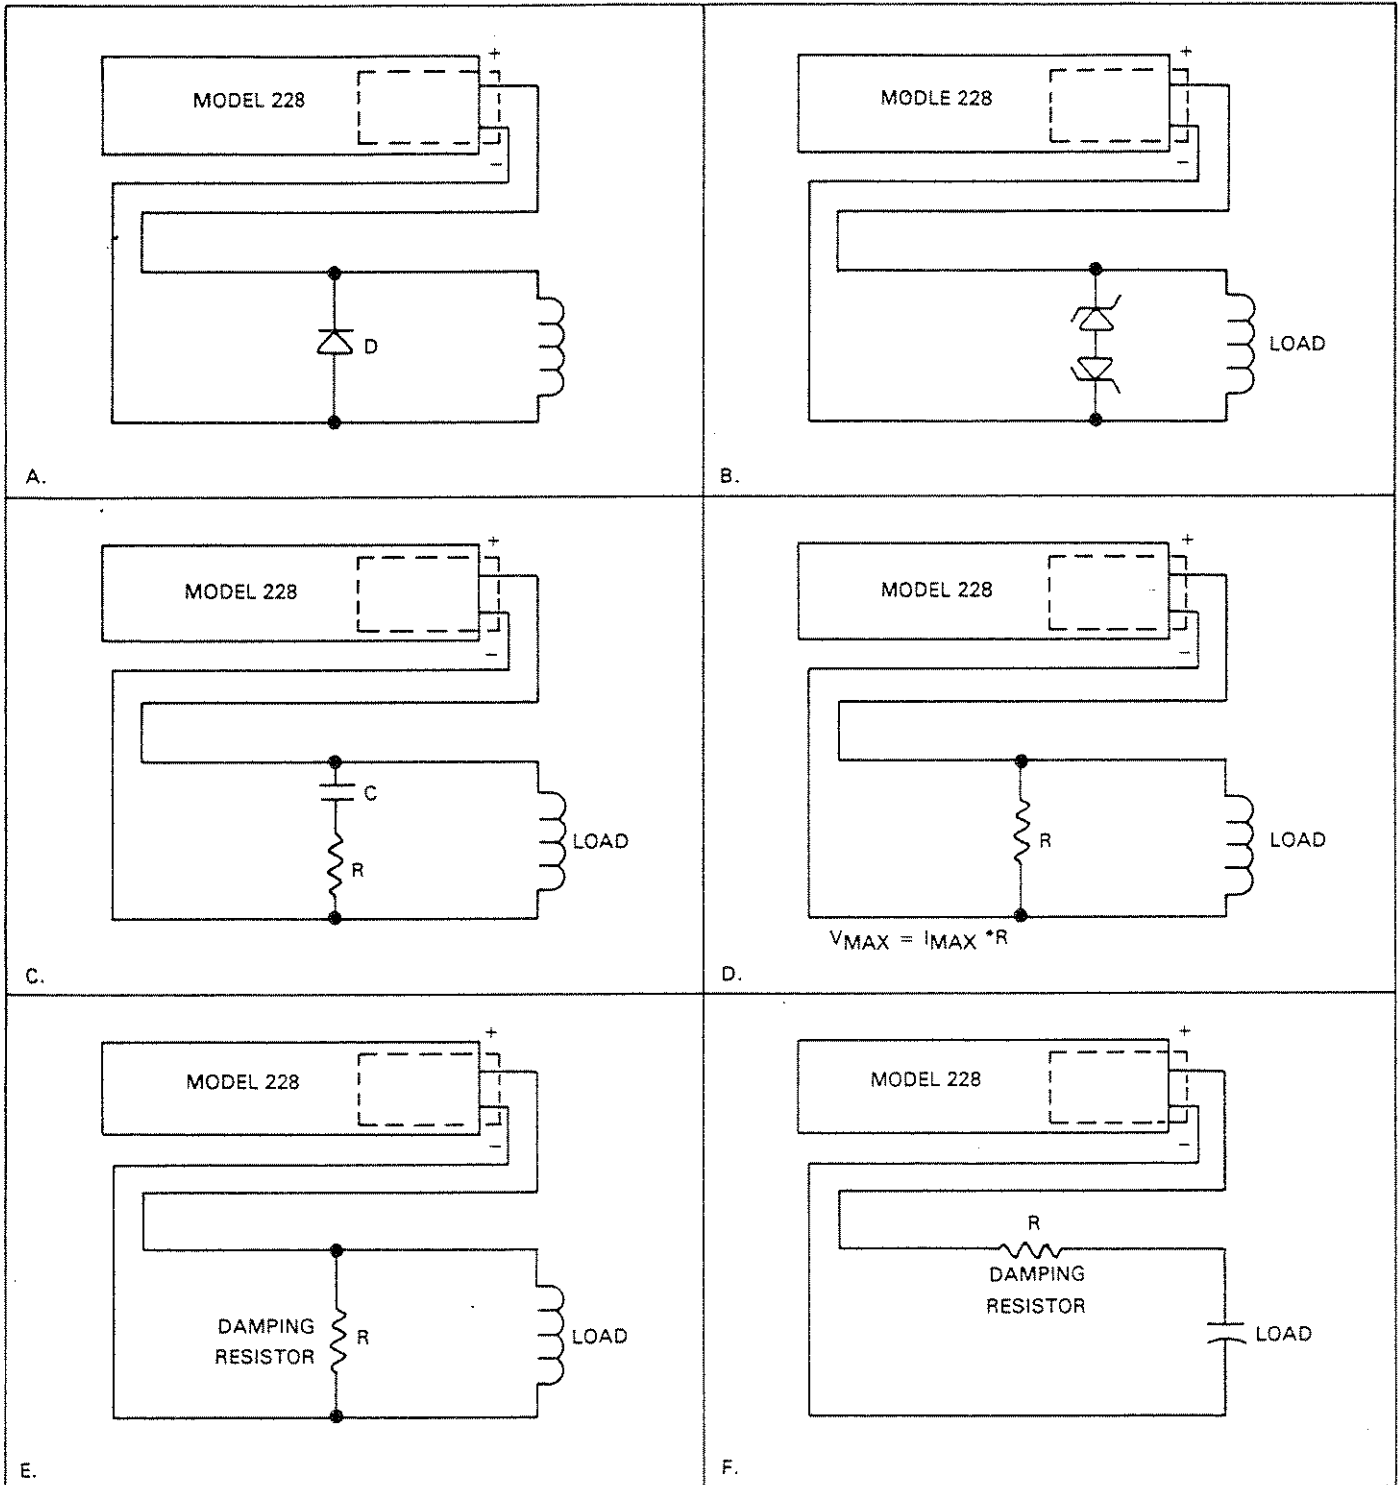 +
MODEL 228
−
D
A.
+
MODLE 228
−
LOAD
B.
+
MODEL 228
−
C
R
LOAD
C.
+
MODEL 228
−
R
LOAD
VMAX = IMAX *R
D.
+
MODEL 228
−
DAMPING
RESISTOR
R
LOAD
E.
+
MODEL 228
−
R
DAMPING
RESISTOR
LOAD
F.